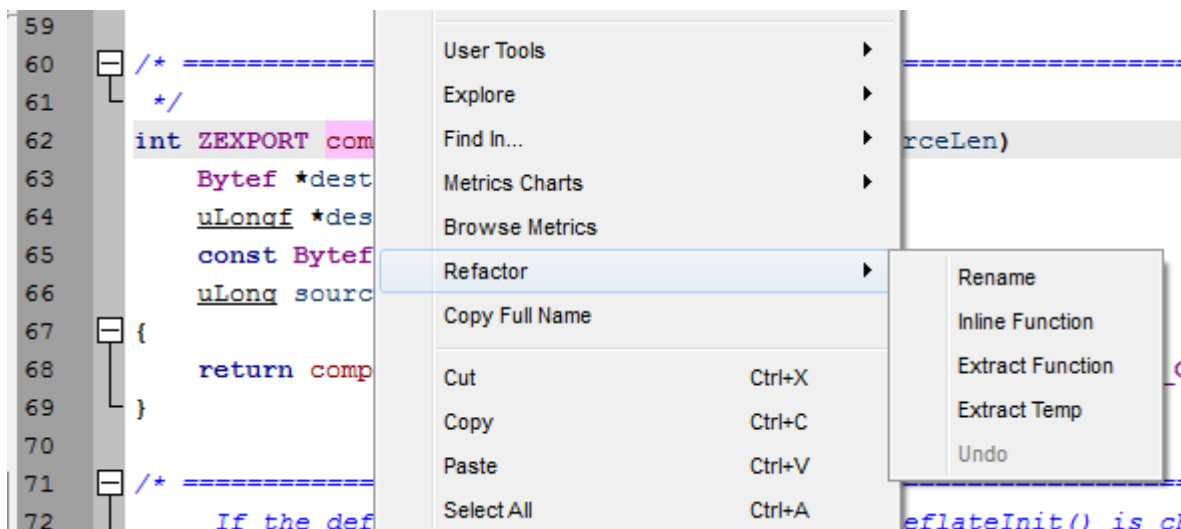 59
60 /* ============ =====================
61 */
62 int ZEXPORT com rceLen)
63 Bytef *dest
64 uLongf *des
65 const Bytef
66 uLong sourc
67 {
68 return comp
69 }
70
71 /* ============ =====================
72 If the def eflateInit() is
User Tools
Explore
Find In...
Metrics Charts
Browse Metrics
Refactor
Copy Full Name
Cut Ctrl+X
Copy Ctrl+C
Paste Ctrl+V
Select All Ctrl+A
Rename
Inline Function
Extract Function
Extract Temp
Undo